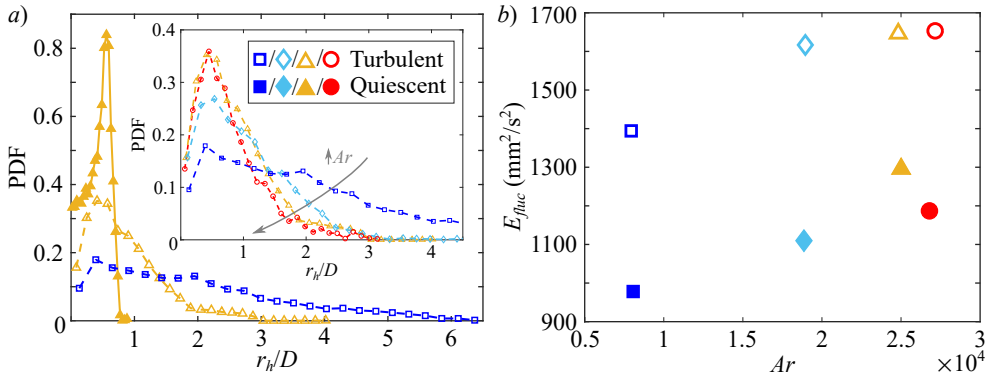 a)
PDF
0.8
0.6
0.4
0.2
0
1 2 3 4 5 6
r_h/D
PDF
0.4
0.3
0.2
0.1
0
1 2 3 4
r_h/D
/ / / Turbulent
/ / / Quiescent
Ar
b)
E_fluc (mm²/s²)
1700
1500
1300
1100
900
0.5 1 1.5 2 2.5 3
Ar
×10⁴